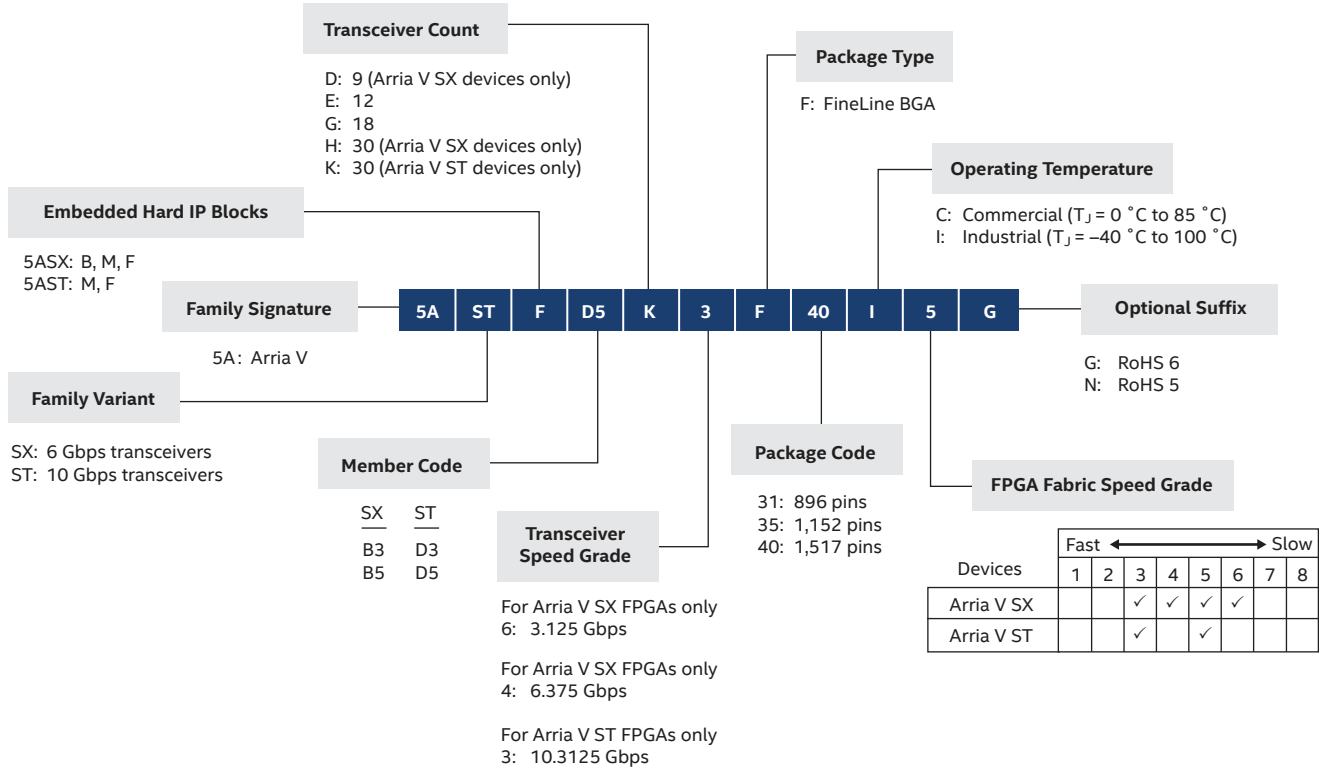 Transceiver Count
D: 9 (Arria V SX devices only)
E: 12
G: 18
H: 30 (Arria V SX devices only)
K: 30 (Arria V ST devices only)
Package Type
F: FineLine BGA
Operating Temperature
C: Commercial (TJ = 0 ˚C to 85 ˚C)
I: Industrial (TJ = –40 ˚C to 100 ˚C)
Embedded Hard IP Blocks
5ASX: B, M, F
5AST: M, F
Family Signature
5A: Arria V
5A ST F D5 K 3 F 40 I 5 G
Optional Suffix
G: RoHS 6
N: RoHS 5
Family Variant
SX: 6 Gbps transceivers
ST: 10 Gbps transceivers
Member Code
SX ST
B3 D3
B5 D5
Transceiver
Speed Grade
For Arria V SX FPGAs only
6: 3.125 Gbps
For Arria V SX FPGAs only
4: 6.375 Gbps
For Arria V ST FPGAs only
3: 10.3125 Gbps
Package Code
31: 896 pins
35: 1,152 pins
40: 1,517 pins
FPGA Fabric Speed Grade
Fast Slow
Devices 1 2 3 4 5 6 7 8
Arria V SX ✓ ✓ ✓ ✓
Arria V ST ✓ ✓